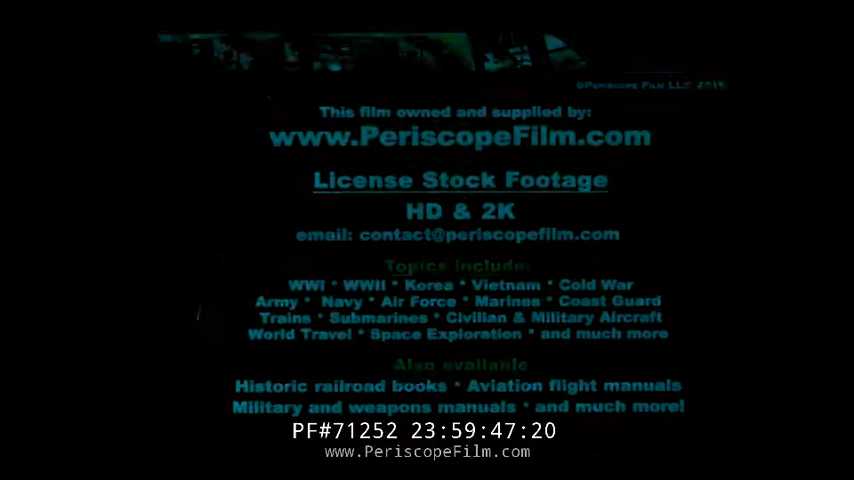 ©Periscope Film LLC 2015
This film owned and supplied by:
www.PeriscopeFilm.com
License Stock Footage
HD & 2K
email: contact@periscopefilm.com
Topics include:
WWI * WWII * Korea * Vietnam * Cold War
Army * Navy * Air Force * Marines * Coast Guard
Trains * Submarines * Civilian & Military Aircraft
World Travel * Space Exploration * and much more
Also available
Historic railroad books * Aviation flight manuals
Military and weapons manuals * and much more!
PF#71252 23:59:47:20
www.PeriscopeFilm.com